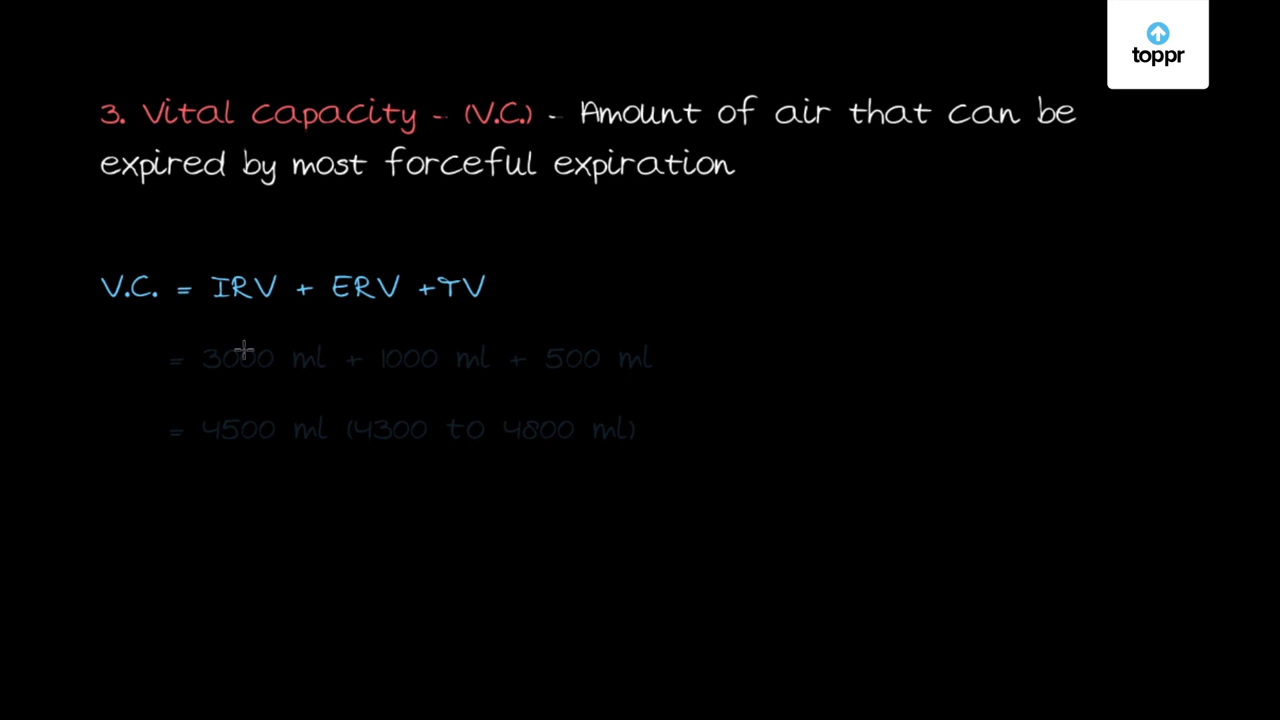 toppr
3. Vital Capacity - (V.C.) - Amount of air that can be
expired by most forceful expiration
V.C. = IRV + ERV +TV
= 3000 ml + 1000 ml + 500 ml
= 4500 ml (4300 to 4800 ml)